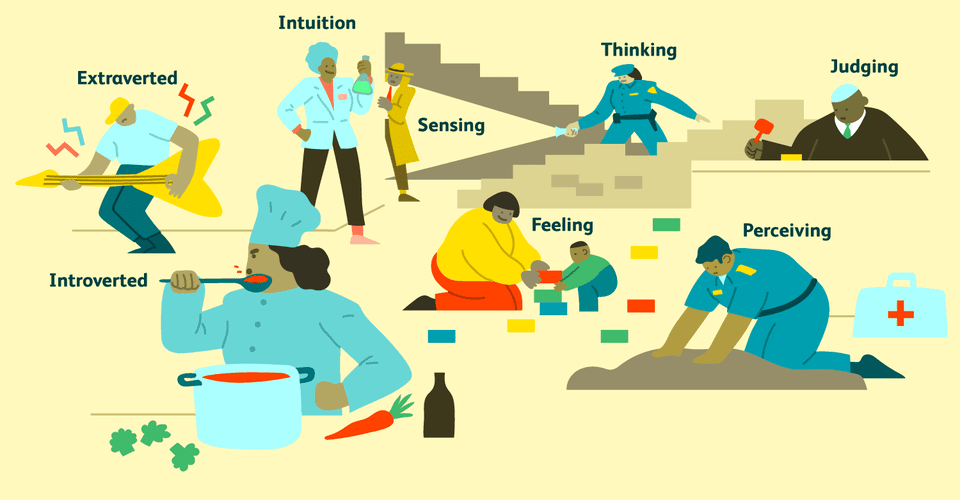 Intuition
Thinking
Judging
Extraverted
Sensing
Feeling
Perceiving
Introverted